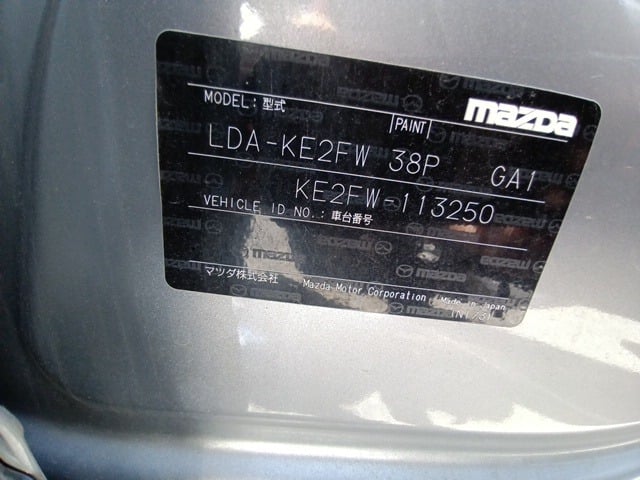 mazda
MODEL: 型式 PAINT
LDA-KE2FW 38P GA1
KE2FW-113250
VEHICLE ID NO.: 車台番号
マツダ株式会社 Mazda Motor Corporation Made in Japan